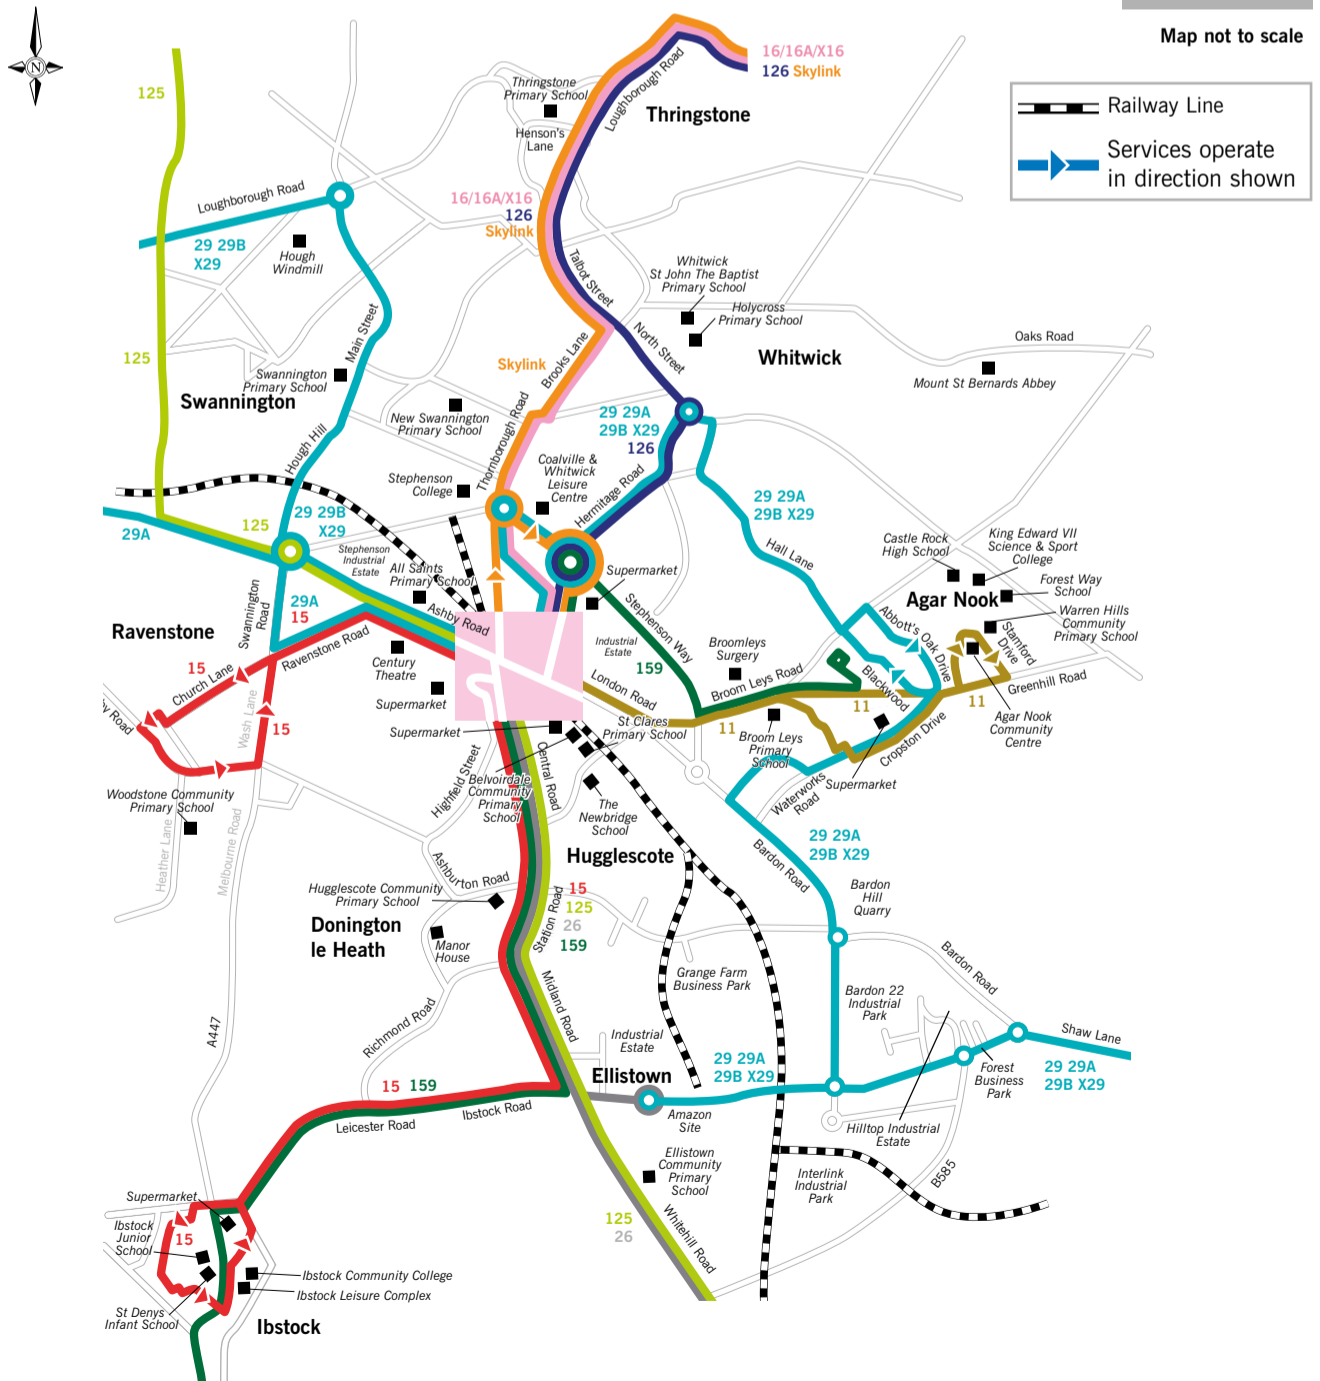 Map not to scale
Railway Line
Services operate
in direction shown
N
125
16/16A/X16
126 Skylink
Thringstone
Primary School
Loughborough Road
Thringstone
Henson's
Lane
Loughborough Road
16/16A/X16
126
Skylink
29 29B
X29
Hough
Windmill
Talbot Street
Whitwick
St John The Baptist
Primary School
Holycross
Primary School
North Street
Main Street
125
Skylink
Brooks Lane
Whitwick
Oaks Road
Mount St Bernards Abbey
Swannington
Primary School
Swannington
New Swannington
Primary School
Thornborough Road
29 29A
29B X29
126
Hough Hill
Stephenson
College
Coalville &
Whitwick
Leisure
Centre
Hermitage Road
29 29A
29B X29
29A
125
29 29B
X29
Hall Lane
Castle Rock
High School
King Edward VII
Science & Sport
College
Forest Way
School
Stephenson
Industrial
Estate
All Saints
Primary School
Supermarket
Agar Nook
Warren Hills
Community
Primary School
Swannington
Road
29A
15
Ashby Road
Stephenson Way
Abbott's Oak Drive
Stamford
Drive
Ravenstone
Ravenstone Road
Industrial
Estate
159
Broomleys
Surgery
15
Church Lane
Century
Theatre
Broom Leys Road
Blackwood
Greenhill Road
London Road
by Road
Wash Lane
15
Supermarket
Supermarket
St Clares
Primary School
11
11
11
Broom Leys
Primary
School
Cropston Drive
Agar Nook
Community
Centre
Supermarket
Waterworks
Road
Highfield Street
Central Road
Belvoirdale
Community
Primary
School
The
Newbridge
School
Woodstone Community
Primary School
Heather Lane
Melbourne Road
29 29A
29B X29
Bardon Road
Hugglescote
Ashburton Road
Hugglescote Community
Primary School
15
125
26
159
Station Road
Bardon
Hill
Quarry
Donington
le Heath
Manor
House
Grange Farm
Business Park
Bardon Road
Midland Road
Bardon 22
Industrial
Park
A447
Richmond Road
Industrial
Estate
Shaw Lane
Ellistown
29 29A
29B X29
29 29A
29B X29
Forest
Business
Park
15 159
Ibstock Road
Leicester Road
Amazon
Site
Hilltop Industrial
Estate
Ellistown
Community
Primary
School
Interlink
Industrial
Park
B585
Supermarket
125
26
Whitehill Road
Ibstock
Junior
School
15
Ibstock Community College
Ibstock Leisure Complex
St Denys
Infant School
Ibstock